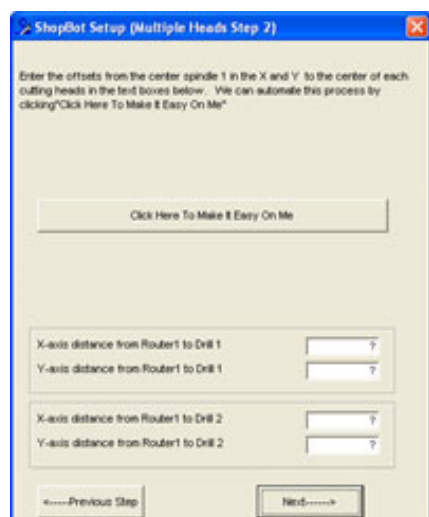 ShopBot Setup (Multiple Heads Step 2)
Enter the offsets from the center spindle 1 in the X and Y to the center of each
cutting heads in the text boxes below. We can automate this process by
clicking"Click Here To Make It Easy On Me"
Click Here To Make It Easy On Me
X-axis distance from Router1 to Drill 1 ?
Y-axis distance from Router1 to Drill 1 ?
X-axis distance from Router1 to Drill 2 ?
Y-axis distance from Router1 to Drill 2 ?
<-----Previous Step Next------>